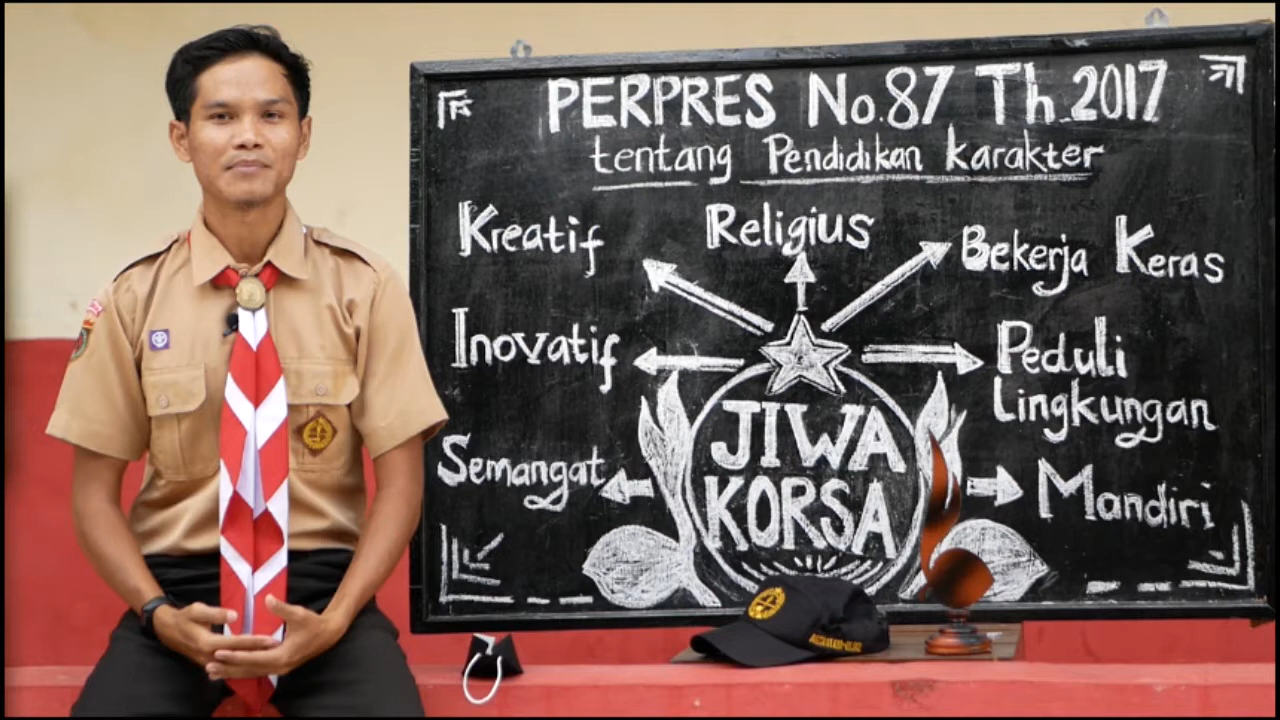 PERPRES No.87 Th.2017
tentang Pendidikan karakter
Kreatif
Religius
Bekerja Keras
Inovatif
Peduli
Lingkungan
Semangat
Mandiri
JIWA
KORSA